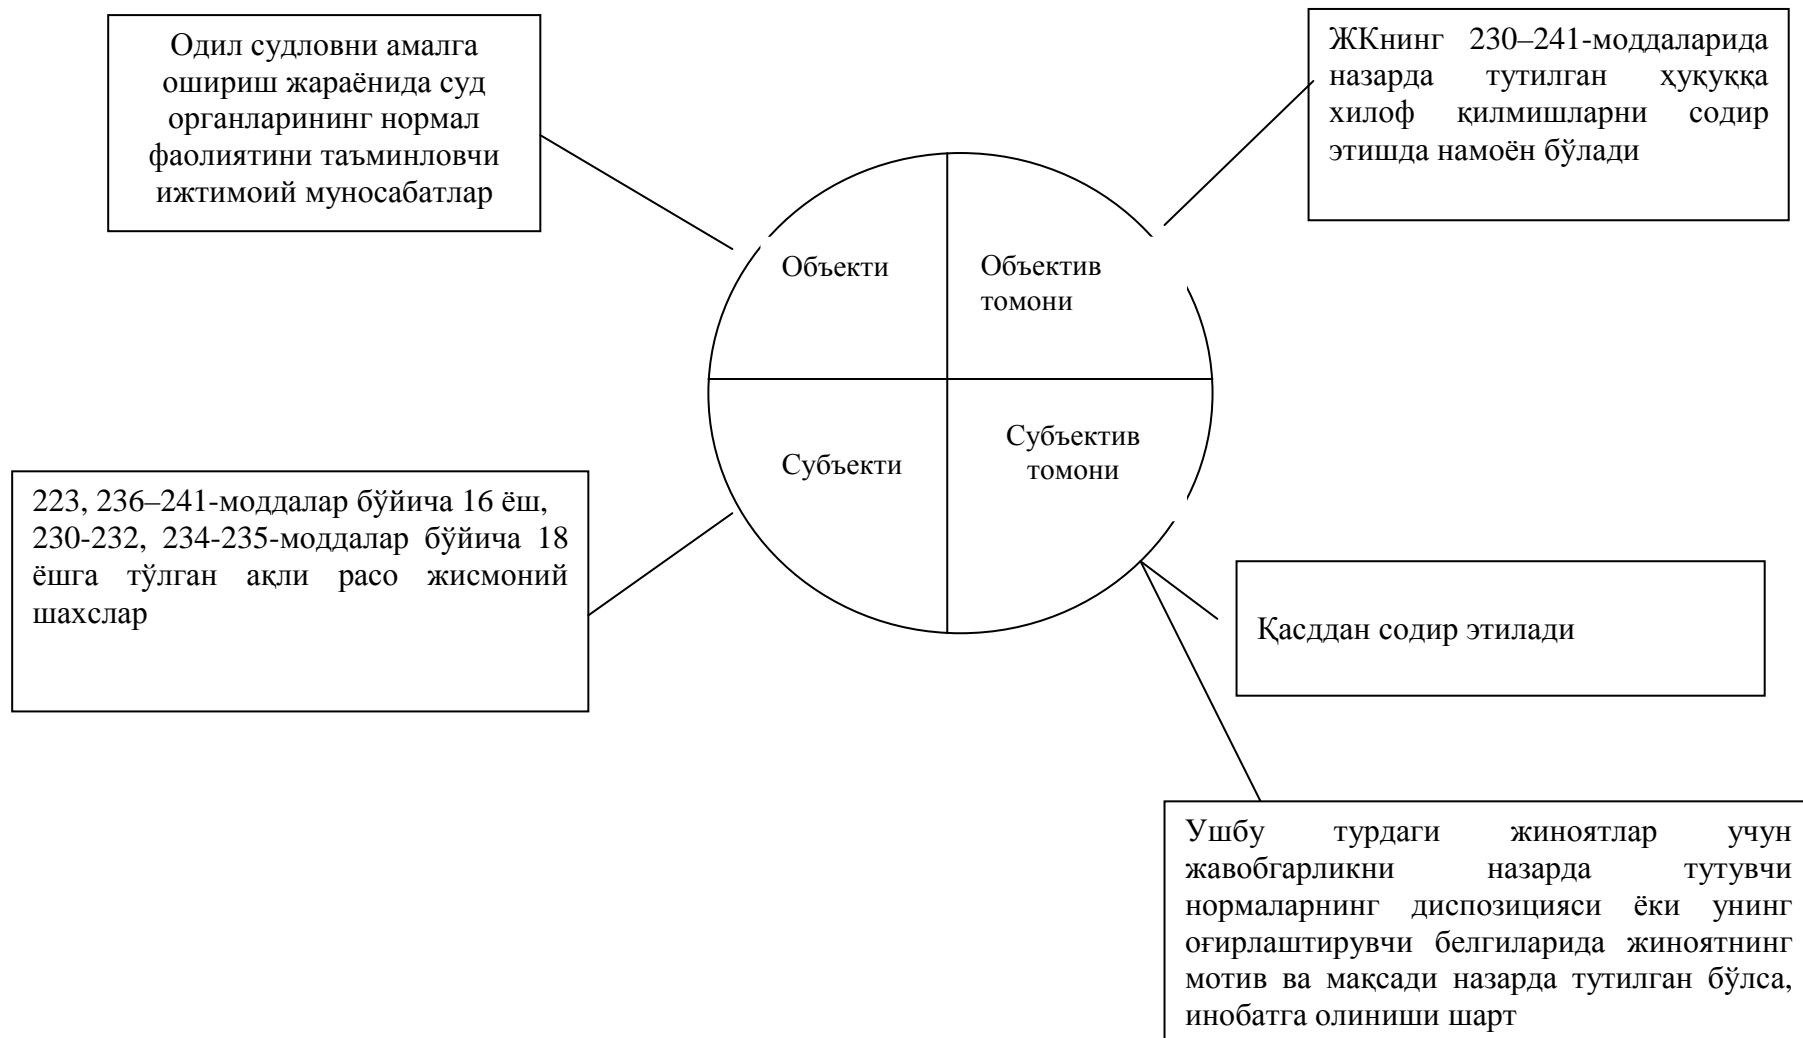 Одил судловни амалга
ошириш жараёнида суд
органларининг нормал
фаолиятини таъминловчи
ижтимоий муносабатлар
ЖКнинг 230–241-моддаларида
назарда тутилган ҳуқуққа
хилоф қилмишларни содир
этишда намоён бўлади
Объекти
Объектив
томони
Субъекти
Субъектив
томони
223, 236–241-моддалар бўйича 16 ёш,
230-232, 234-235-моддалар бўйича 18
ёшга тўлган ақли расо жисмоний
шахслар
Қасддан содир этилади
Ушбу турдаги жиноятлар учун
жавобгарликни назарда тутувчи
нормаларнинг диспозицияси ёки унинг
оғирлаштирувчи белгиларида жиноятнинг
мотив ва мақсади назарда тутилган бўлса,
инобатга олиниши шарт